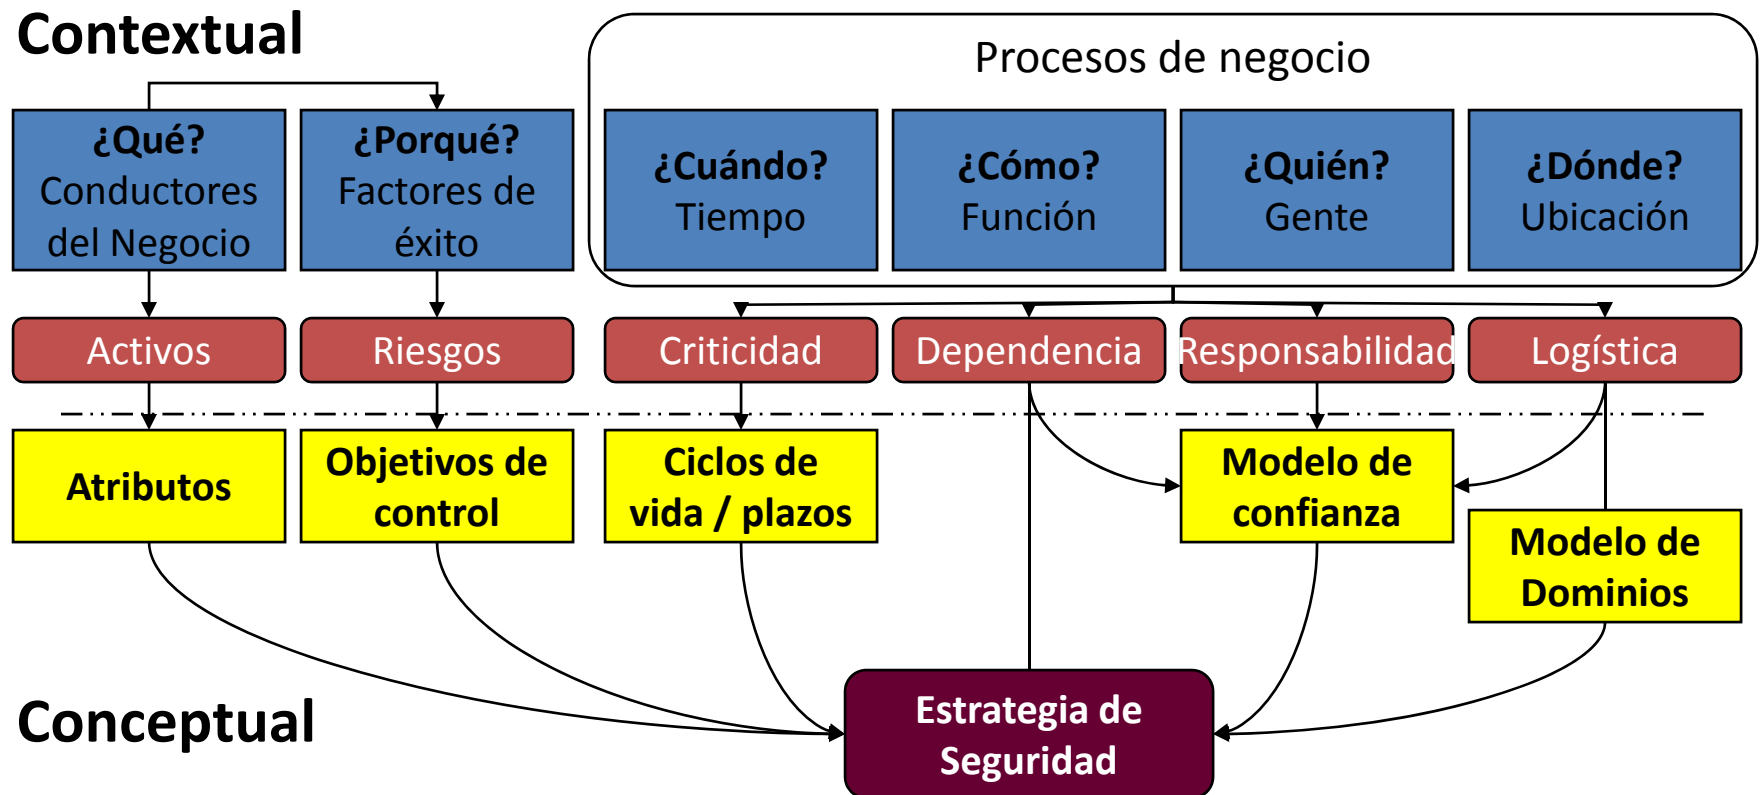 Contextual
Procesos de negocio
¿Qué?
Conductores
del Negocio
¿Porqué?
Factores de
éxito
¿Cuándo?
Tiempo
¿Cómo?
Función
¿Quién?
Gente
¿Dónde?
Ubicación
Activos
Riesgos
Criticidad
Dependencia
Responsabilidad
Logística
Atributos
Objetivos de
control
Ciclos de
vida / plazos
Modelo de
confianza
Modelo de
Dominios
Conceptual
Estrategia de
Seguridad